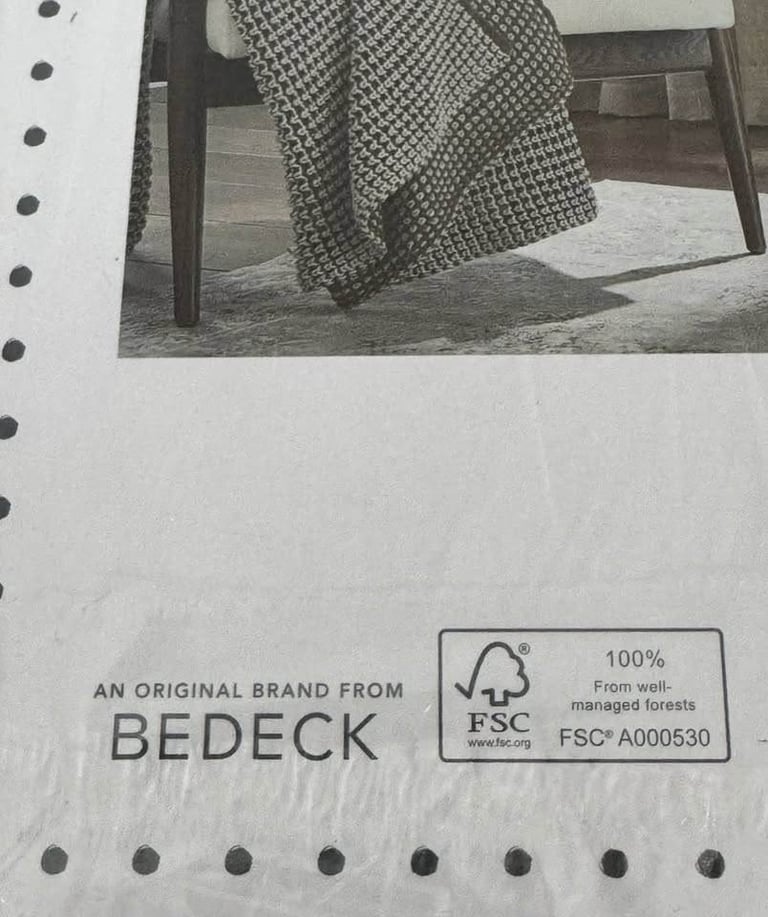 AN ORIGINAL BRAND FROM
BEDECK
®
FSC
www.fsc.org
100%
From well-
managed forests
FSC® A000530